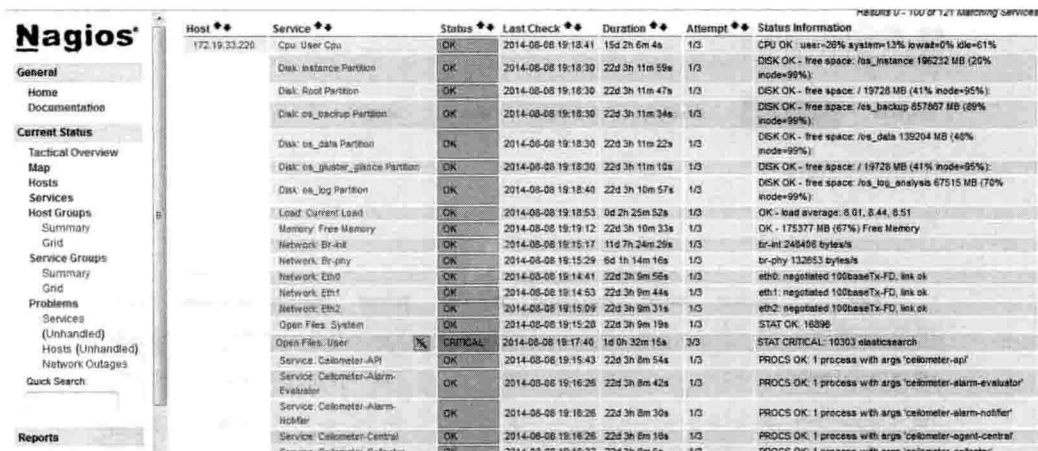 Results 0 - 100 of 121 Matching Services
Nagios®
General
Home
Documentation
Current Status
Tactical Overview
Map
Hosts
Services
Host Groups
Summary
Grid
Service Groups
Summary
Grid
Problems
Services
(Unhandled)
Hosts (Unhandled)
Network Outages
Quick Search:
Reports
Host Service Status Last Check Duration Attempt Status Information
172.19.33.220 Cpu: User Cpu OK 2014-08-08 19:18:41 15d 2h 6m 4s 1/3 CPU OK : user=26% system=13% iowait=0% idle=61%
Disk: Instance Partition OK 2014-08-08 19:18:30 22d 3h 11m 59s 1/3 DISK OK - free space: /os_instance 196232 MB (20%
inode=99%):
Disk: Root Partition OK 2014-08-08 19:18:30 22d 3h 11m 47s 1/3 DISK OK - free space: / 19728 MB (41% inode=95%):
Disk: os_backup Partition OK 2014-08-08 19:18:30 22d 3h 11m 34s 1/3 DISK OK - free space: /os_backup 857867 MB (89%
inode=99%):
Disk: os_data Partition OK 2014-08-08 19:18:30 22d 3h 11m 22s 1/3 DISK OK - free space: /os_data 139204 MB (48%
inode=99%):
Disk: os_gluster_glance Partition OK 2014-08-08 19:18:30 22d 3h 11m 10s 1/3 DISK OK - free space: / 19728 MB (41% inode=95%):
Disk: os_log Partition OK 2014-08-08 19:18:40 22d 3h 10m 57s 1/3 DISK OK - free space: /os_log_analysis 67515 MB (70%
inode=99%):
Load: Current Load OK 2014-08-08 19:18:53 0d 2h 25m 52s 1/3 OK - load average: 8.01, 8.44, 8.51
Memory: Free Memory OK 2014-08-08 19:19:12 22d 3h 10m 33s 1/3 OK - 175377 MB (67%) Free Memory
Network: Br-int OK 2014-08-08 19:15:17 11d 7h 24m 29s 1/3 br-int 248408 bytes/s
Network: Br-phy OK 2014-08-08 19:15:29 6d 1h 14m 16s 1/3 br-phy 132653 bytes/s
Network: Eth0 OK 2014-08-08 19:14:41 22d 3h 9m 56s 1/3 eth0: negotiated 100baseTx-FD, link ok
Network: Eth1 OK 2014-08-08 19:14:53 22d 3h 9m 44s 1/3 eth1: negotiated 100baseTx-FD, link ok
Network: Eth2 OK 2014-08-08 19:15:09 22d 3h 9m 31s 1/3 eth2: negotiated 100baseTx-FD, link ok
Open Files: System OK 2014-08-08 19:15:28 22d 3h 9m 19s 1/3 STAT OK: 16896
Open Files: User CRITICAL 2014-08-08 19:17:40 1d 0h 32m 15s 3/3 STAT CRITICAL: 10303 elasticsearch
Service: Ceilometer-API OK 2014-08-08 19:15:43 22d 3h 8m 54s 1/3 PROCS OK: 1 process with args 'ceilometer-api'
Service: Ceilometer-Alarm-
Evaluator OK 2014-08-08 19:16:26 22d 3h 8m 42s 1/3 PROCS OK: 1 process with args 'ceilometer-alarm-evaluator'
Service: Ceilometer-Alarm-
Notifier OK 2014-08-08 19:16:26 22d 3h 8m 30s 1/3 PROCS OK: 1 process with args 'ceilometer-alarm-notifier'
Service: Ceilometer-Central OK 2014-08-08 19:16:26 22d 3h 8m 18s 1/3 PROCS OK: 1 process with args 'ceilometer-agent-central'